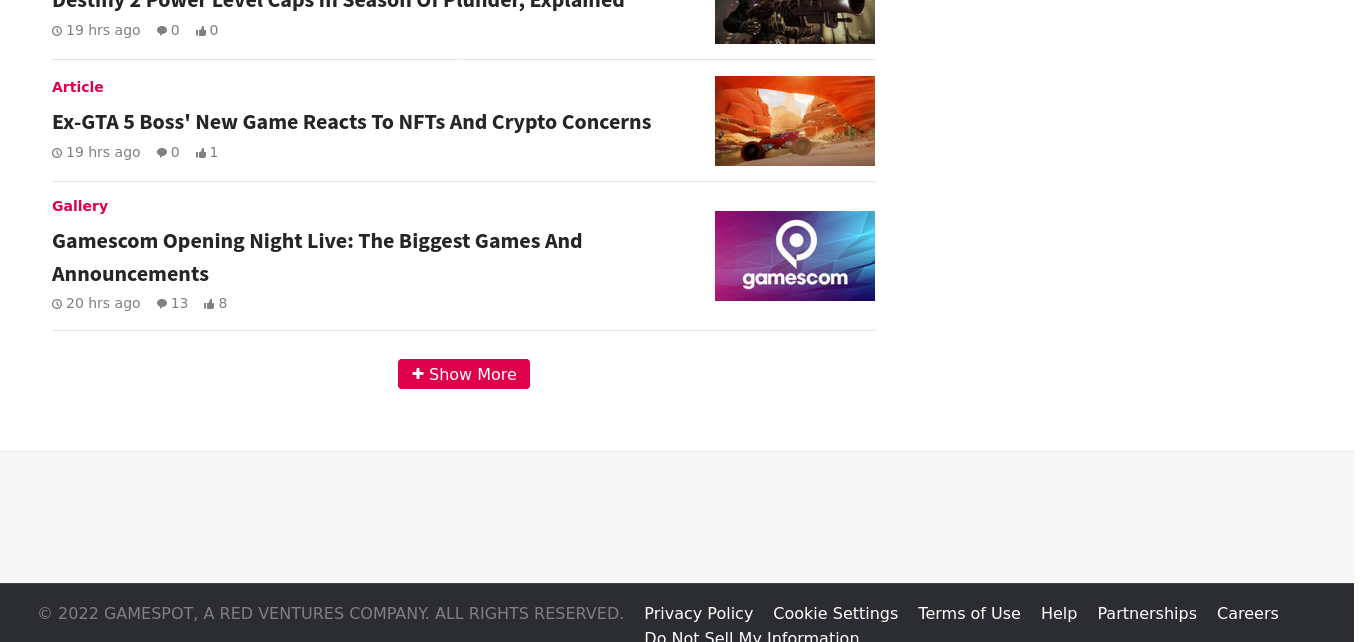 Destiny 2 Power Level Caps In Season Of Plunder, Explained
19 hrs ago 0 0
Article
Ex-GTA 5 Boss' New Game Reacts To NFTs And Crypto Concerns
19 hrs ago 0 1
Gallery
Gamescom Opening Night Live: The Biggest Games And
Announcements
20 hrs ago 13 8
gamescom
Show More
© 2022 GAMESPOT, A RED VENTURES COMPANY. ALL RIGHTS RESERVED.
Privacy Policy Cookie Settings Terms of Use Help Partnerships Careers
Do Not Sell My Information